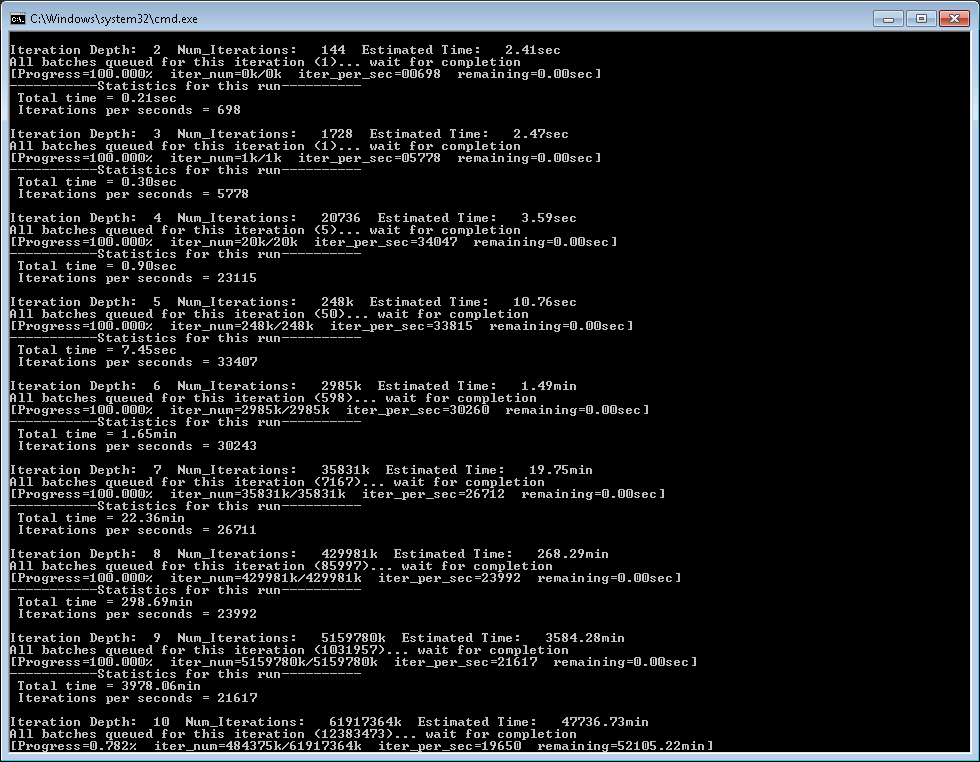 C:\Windows\system32\cmd.exe
Iteration Depth:  2  Num_Iterations:   144  Estimated Time:   2.41sec
All batches queued for this iteration (1)... wait for completion
[Progress=100.000%  iter_num=0k/0k  iter_per_sec=00698  remaining=0.00sec]
-----------Statistics for this run----------
 Total time = 0.21sec
 Iterations per seconds = 698
Iteration Depth:  3  Num_Iterations:   1728  Estimated Time:   2.47sec
All batches queued for this iteration (1)... wait for completion
[Progress=100.000%  iter_num=1k/1k  iter_per_sec=05778  remaining=0.00sec]
-----------Statistics for this run----------
 Total time = 0.30sec
 Iterations per seconds = 5778
Iteration Depth:  4  Num_Iterations:   20736  Estimated Time:   3.59sec
All batches queued for this iteration (5)... wait for completion
[Progress=100.000%  iter_num=20k/20k  iter_per_sec=34047  remaining=0.00sec]
-----------Statistics for this run----------
 Total time = 0.90sec
 Iterations per seconds = 23115
Iteration Depth:  5  Num_Iterations:   248k  Estimated Time:   10.76sec
All batches queued for this iteration (50)... wait for completion
[Progress=100.000%  iter_num=248k/248k  iter_per_sec=33815  remaining=0.00sec]
-----------Statistics for this run----------
 Total time = 7.45sec
 Iterations per seconds = 33407
Iteration Depth:  6  Num_Iterations:   2985k  Estimated Time:   1.49min
All batches queued for this iteration (598)... wait for completion
[Progress=100.000%  iter_num=2985k/2985k  iter_per_sec=30260  remaining=0.00sec]
-----------Statistics for this run----------
 Total time = 1.65min
 Iterations per seconds = 30243
Iteration Depth:  7  Num_Iterations:   35831k  Estimated Time:   19.75min
All batches queued for this iteration (7167)... wait for completion
[Progress=100.000%  iter_num=35831k/35831k  iter_per_sec=26712  remaining=0.00sec]
-----------Statistics for this run----------
 Total time = 22.36min
 Iterations per seconds = 26711
Iteration Depth:  8  Num_Iterations:   429981k  Estimated Time:   268.29min
All batches queued for this iteration (85997)... wait for completion
[Progress=100.000%  iter_num=429981k/429981k  iter_per_sec=23992  remaining=0.00sec]
-----------Statistics for this run----------
 Total time = 298.69min
 Iterations per seconds = 23992
Iteration Depth:  9  Num_Iterations:   5159780k  Estimated Time:   3584.28min
All batches queued for this iteration (1031957)... wait for completion
[Progress=100.000%  iter_num=5159780k/5159780k  iter_per_sec=21617  remaining=0.00sec]
-----------Statistics for this run----------
 Total time = 3978.06min
 Iterations per seconds = 21617
Iteration Depth:  10  Num_Iterations:   61917364k  Estimated Time:   47736.73min
All batches queued for this iteration (12383473)... wait for completion
[Progress=0.782%  iter_num=484375k/61917364k  iter_per_sec=19650  remaining=52105.22min]